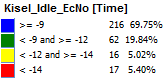 Kisel_Idle_EcNo [Time]
>= -9 216 69.75%
< -9 and >= -12 62 19.84%
< -12 and >= -14 16 5.02%
< -14 17 5.40%